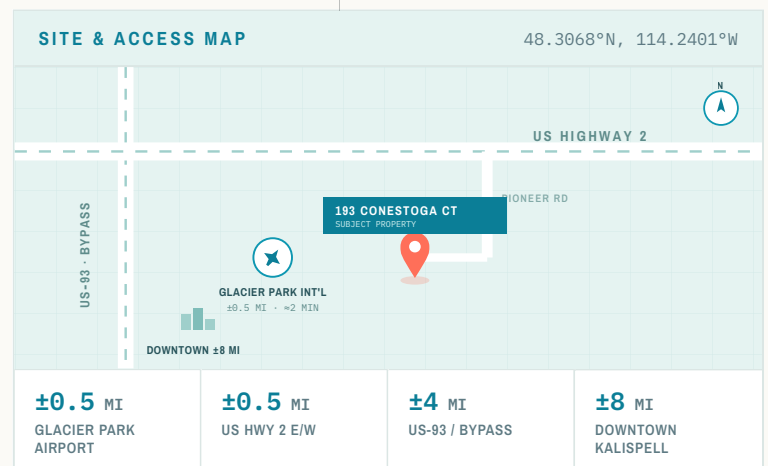 SITE & ACCESS MAP
48.3068°N, 114.2401°W
N
US HIGHWAY 2
PIONEER RD
193 CONESTOGA CT
SUBJECT PROPERTY
US-93 · BYPASS
GLACIER PARK INT'L
±0.5 MI · ≈2 MIN
DOWNTOWN ±8 MI
±0.5 MI
GLACIER PARK
AIRPORT
±0.5 MI
US HWY 2 E/W
±4 MI
US-93 / BYPASS
±8 MI
DOWNTOWN
KALISPELL